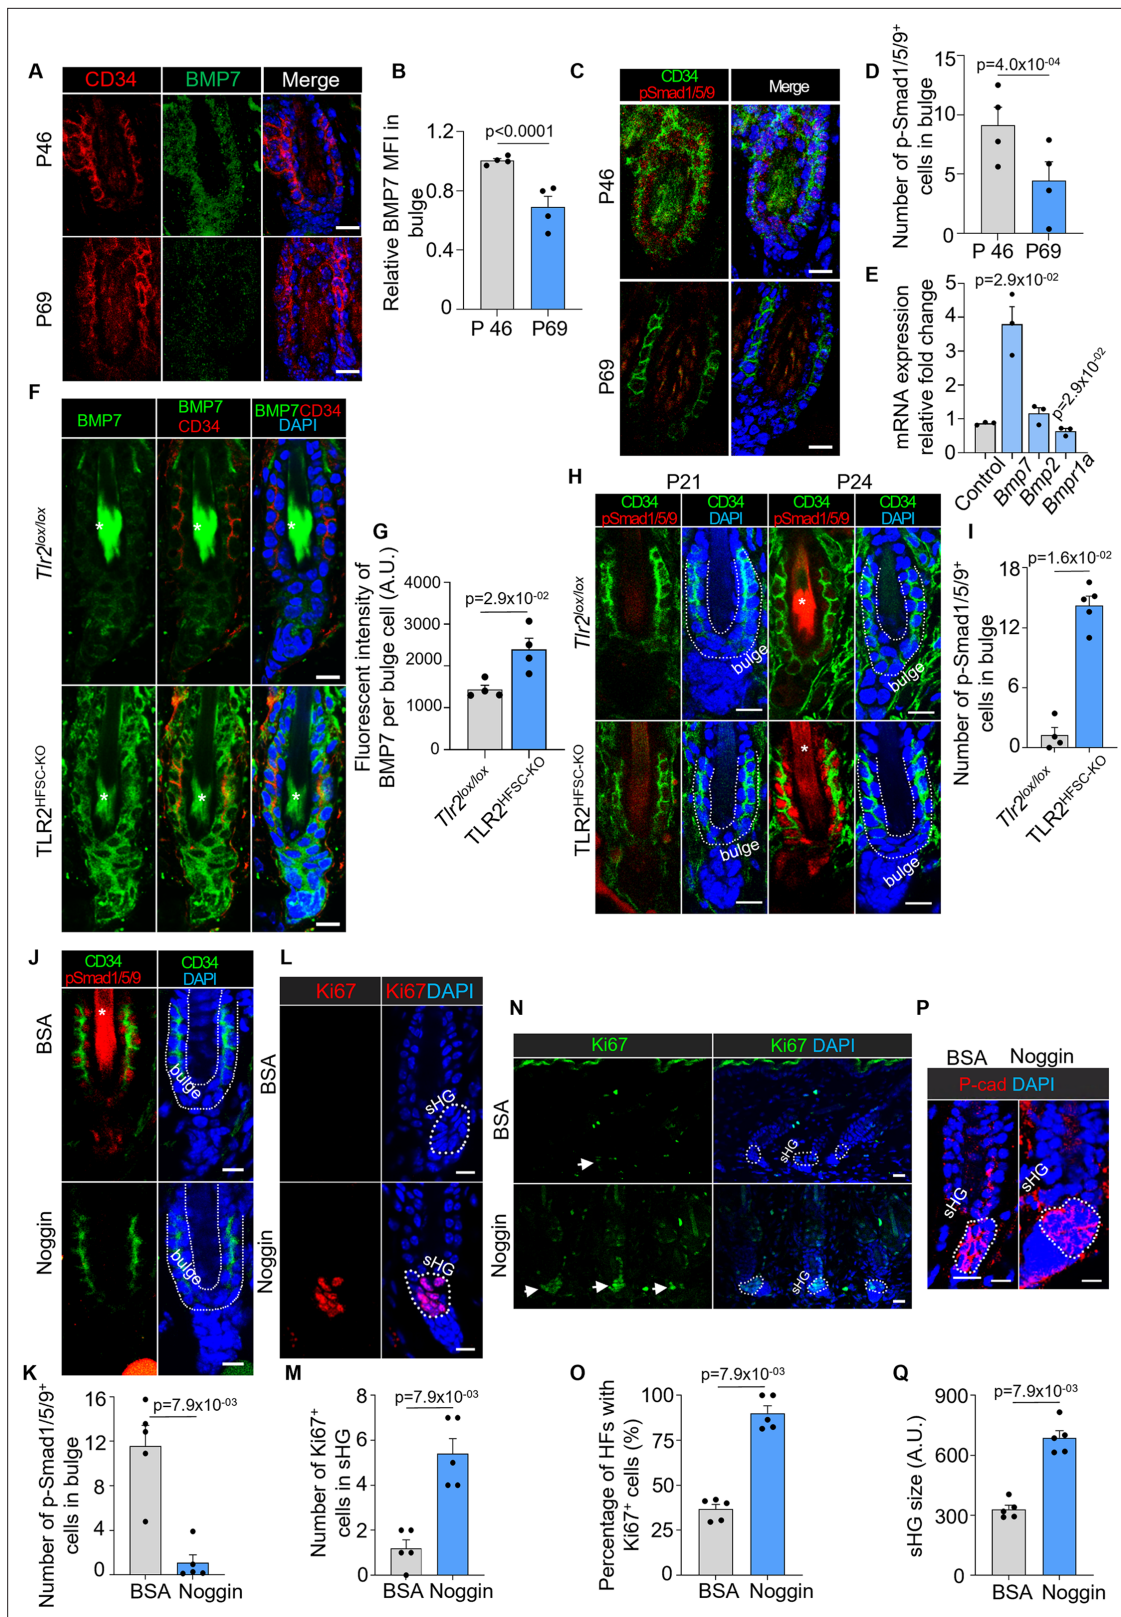 A
CD34
BMP7
Merge
P46
P69
B
Relative BMP7 MFI in
bulge
p<0.0001
1.2
0.8
0.4
0
P 46
P69
C
CD34
pSmad1/5/9
Merge
P46
P69
D
Number of p-Smad1/5/9+
cells in bulge
p=4.0x10-04
15
10
5
0
P 46
P69
E
mRNA expression
relative fold change
p=2.9x10-02
p=2.9x10-02
5
4
3
2
1
0
Control
Bmp7
Bmp2
Bmpr1a
F
BMP7
BMP7
CD34
BMP7CD34
DAPI
Tlr2lox/lox
TLR2HFSC-KO
*
*
*
*
*
*
G
Fluorescent intensity of
BMP7 per bulge cell (A.U.)
p=2.9x10-02
4000
3000
2000
1000
0
Tlr2lox/lox
TLR2HFSC-KO
H
P21
P24
CD34
pSmad1/5/9
CD34
DAPI
CD34
pSmad1/5/9
CD34
DAPI
Tlr2lox/lox
*
bulge
bulge
TLR2HFSC-KO
*
bulge
bulge
I
Number of p-Smad1/5/9+
cells in bulge
p=1.6x10-02
18
12
6
0
Tlr2lox/lox
TLR2HFSC-KO
J
CD34
pSmad1/5/9
CD34
DAPI
BSA
*
bulge
Noggin
bulge
K
Number of p-Smad1/5/9+
cells in bulge
p=7.9x10-03
16
12
8
4
0
BSA
Noggin
L
Ki67
Ki67DAPI
BSA
sHG
Noggin
sHG
M
Number of Ki67+
cells in sHG
p=7.9x10-03
8
6
4
2
0
BSA
Noggin
N
Ki67
Ki67 DAPI
BSA
sHG
Noggin
sHG
O
Percentage of HFs with
Ki67+ cells (%)
p=7.9x10-03
100
75
50
25
0
BSA
Noggin
P
BSA
Noggin
P-cad DAPI
sHG
sHG
Q
sHG size (A.U.)
p=7.9x10-03
900
600
300
0
BSA
Noggin